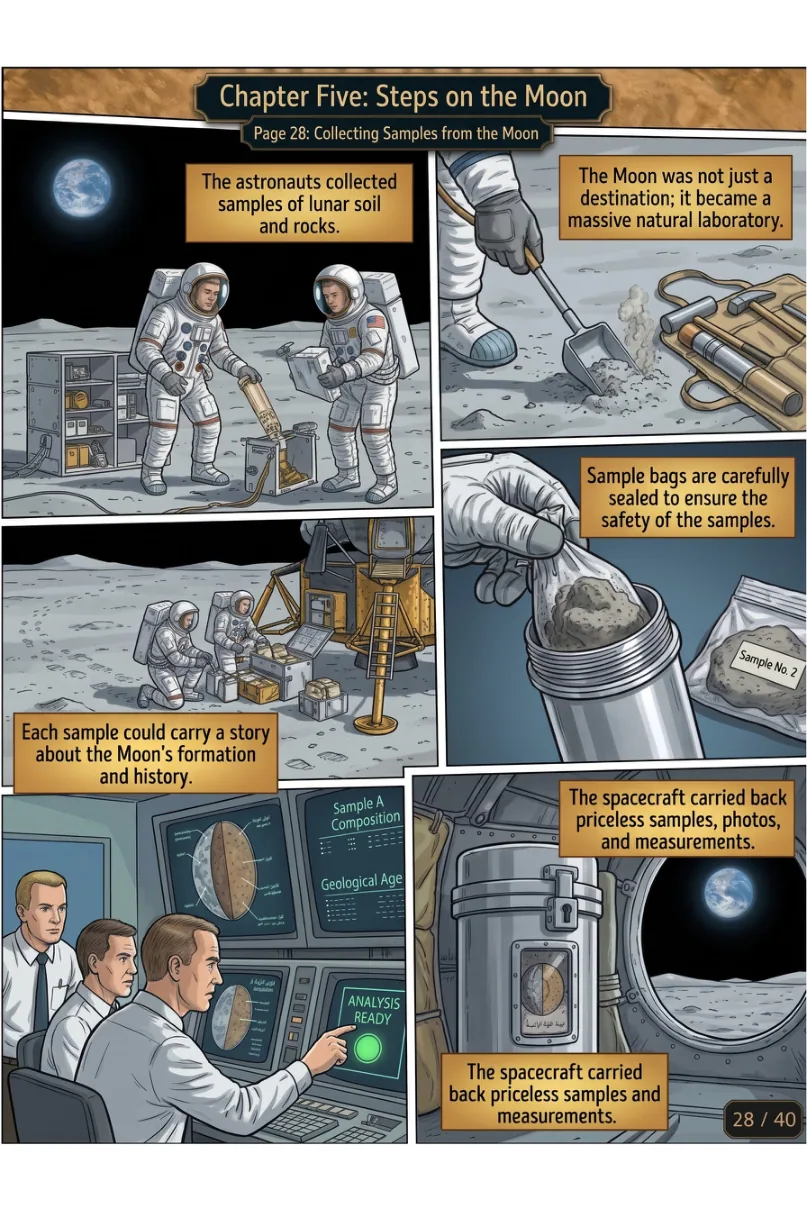 Chapter Five: Steps on the Moon
Page 28: Collecting Samples from the Moon
The astronauts collected
samples of lunar soil
and rocks.
The Moon was not just a
destination; it became a
massive natural laboratory.
Sample bags are carefully
sealed to ensure the
safety of the samples.
Sample No. 2
Each sample could carry a story
about the Moon's formation
and history.
Sample A
Composition
Geological Age
ANALYSIS
READY
The spacecraft carried back
priceless samples, photos,
and measurements.
The spacecraft carried
back priceless samples and
measurements.
28 / 40